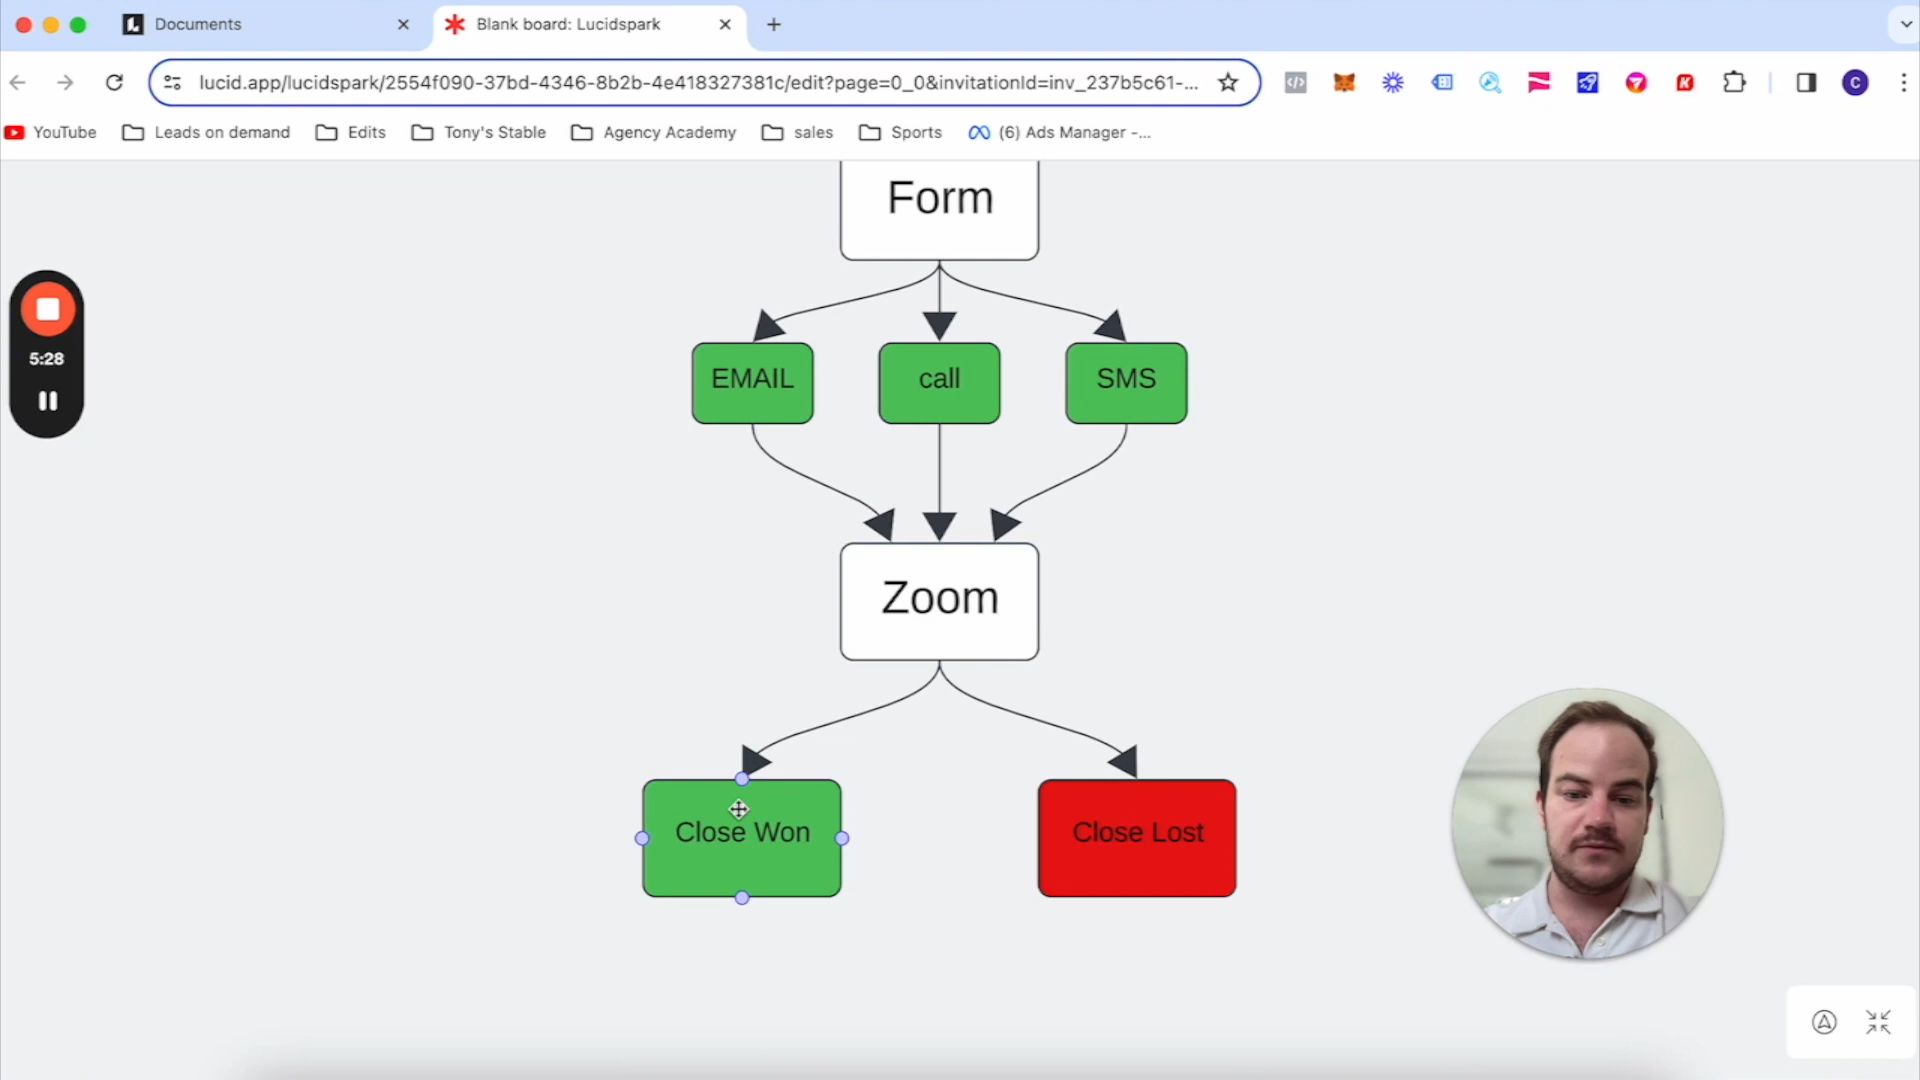 Documents
Blank board: Lucidspark
lucid.app/lucidspark/2554f090-37bd-4346-8b2b-4e418327381c/edit?page=0_0&invitationId=inv_237b5c61-...
C
YouTube
Leads on demand
Edits
Tony's Stable
Agency Academy
sales
Sports
(6) Ads Manager -...
Form
5:28
EMAIL
call
SMS
Zoom
Close Won
Close Lost